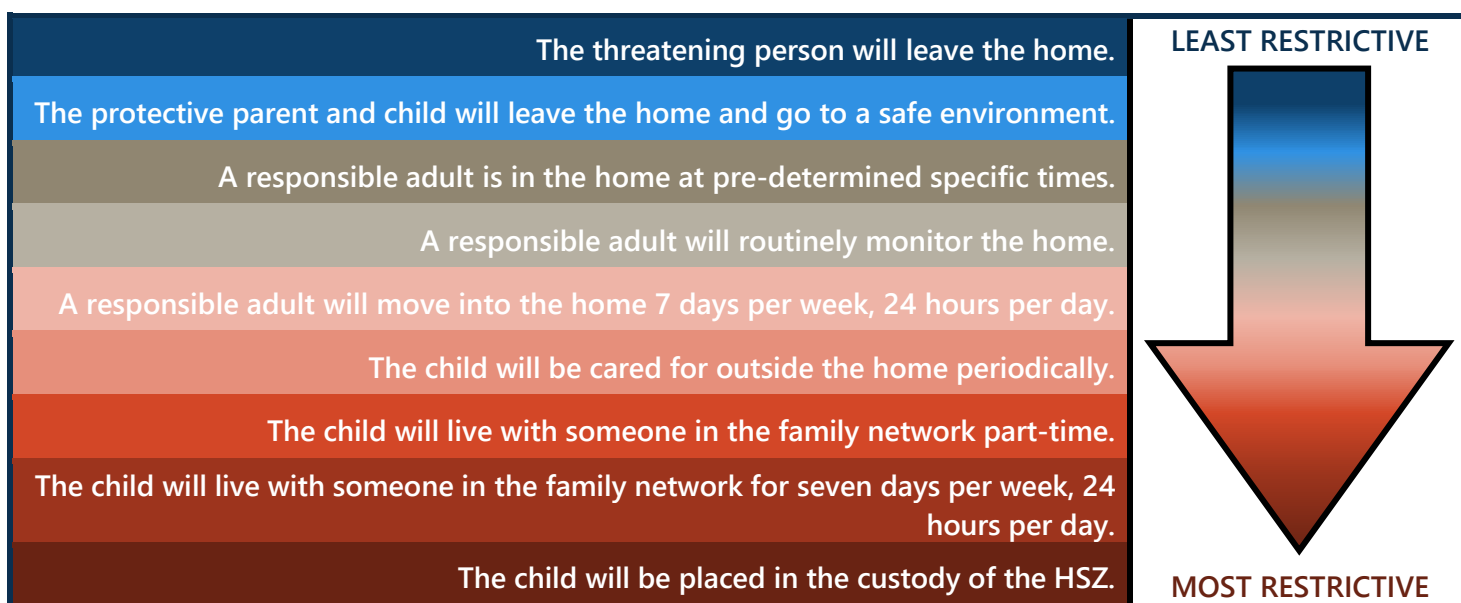 The threatening person will leave the home.
LEAST RESTRICTIVE
The protective parent and child will leave the home and go to a safe environment.
A responsible adult is in the home at pre-determined specific times.
A responsible adult will routinely monitor the home.
A responsible adult will move into the home 7 days per week, 24 hours per day.
The child will be cared for outside the home periodically.
The child will live with someone in the family network part-time.
The child will live with someone in the family network for seven days per week, 24
hours per day.
The child will be placed in the custody of the HSZ.
MOST RESTRICTIVE